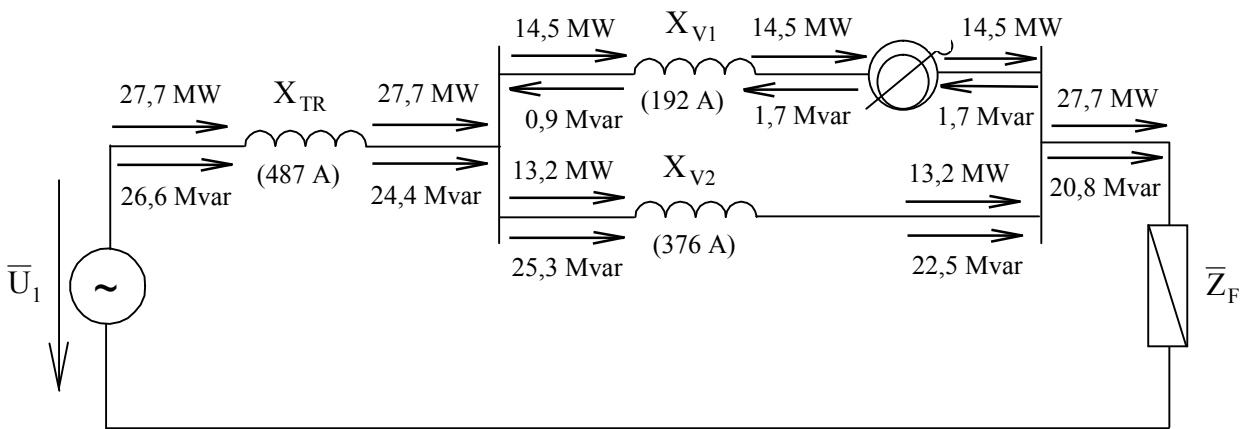 14,5 MW
X_V1
14,5 MW
14,5 MW
27,7 MW
X_TR
27,7 MW
0,9 Mvar
(192 A)
1,7 Mvar
1,7 Mvar
27,7 MW
26,6 Mvar
(487 A)
24,4 Mvar
13,2 MW
X_V2
13,2 MW
20,8 Mvar
25,3 Mvar
(376 A)
22,5 Mvar
U̅_1
~
Z̅_F